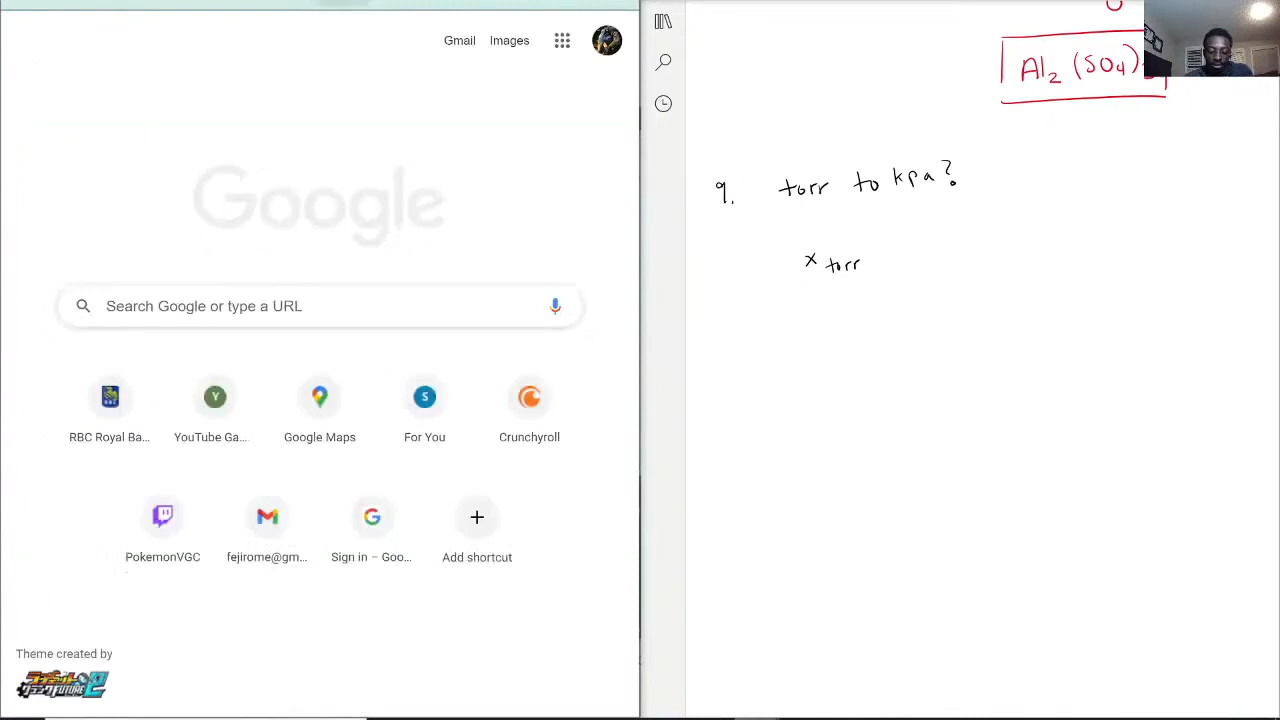 Gmail Images
Google
Search Google or type a URL
RBC Royal Ba...
YouTube Ga...
Google Maps
For You
Crunchyroll
PokemonVGC
fejirome@gm...
Sign in – Goo...
Add shortcut
Theme created by
Al₂ (SO₄)
9. torr to kpa?
x torr